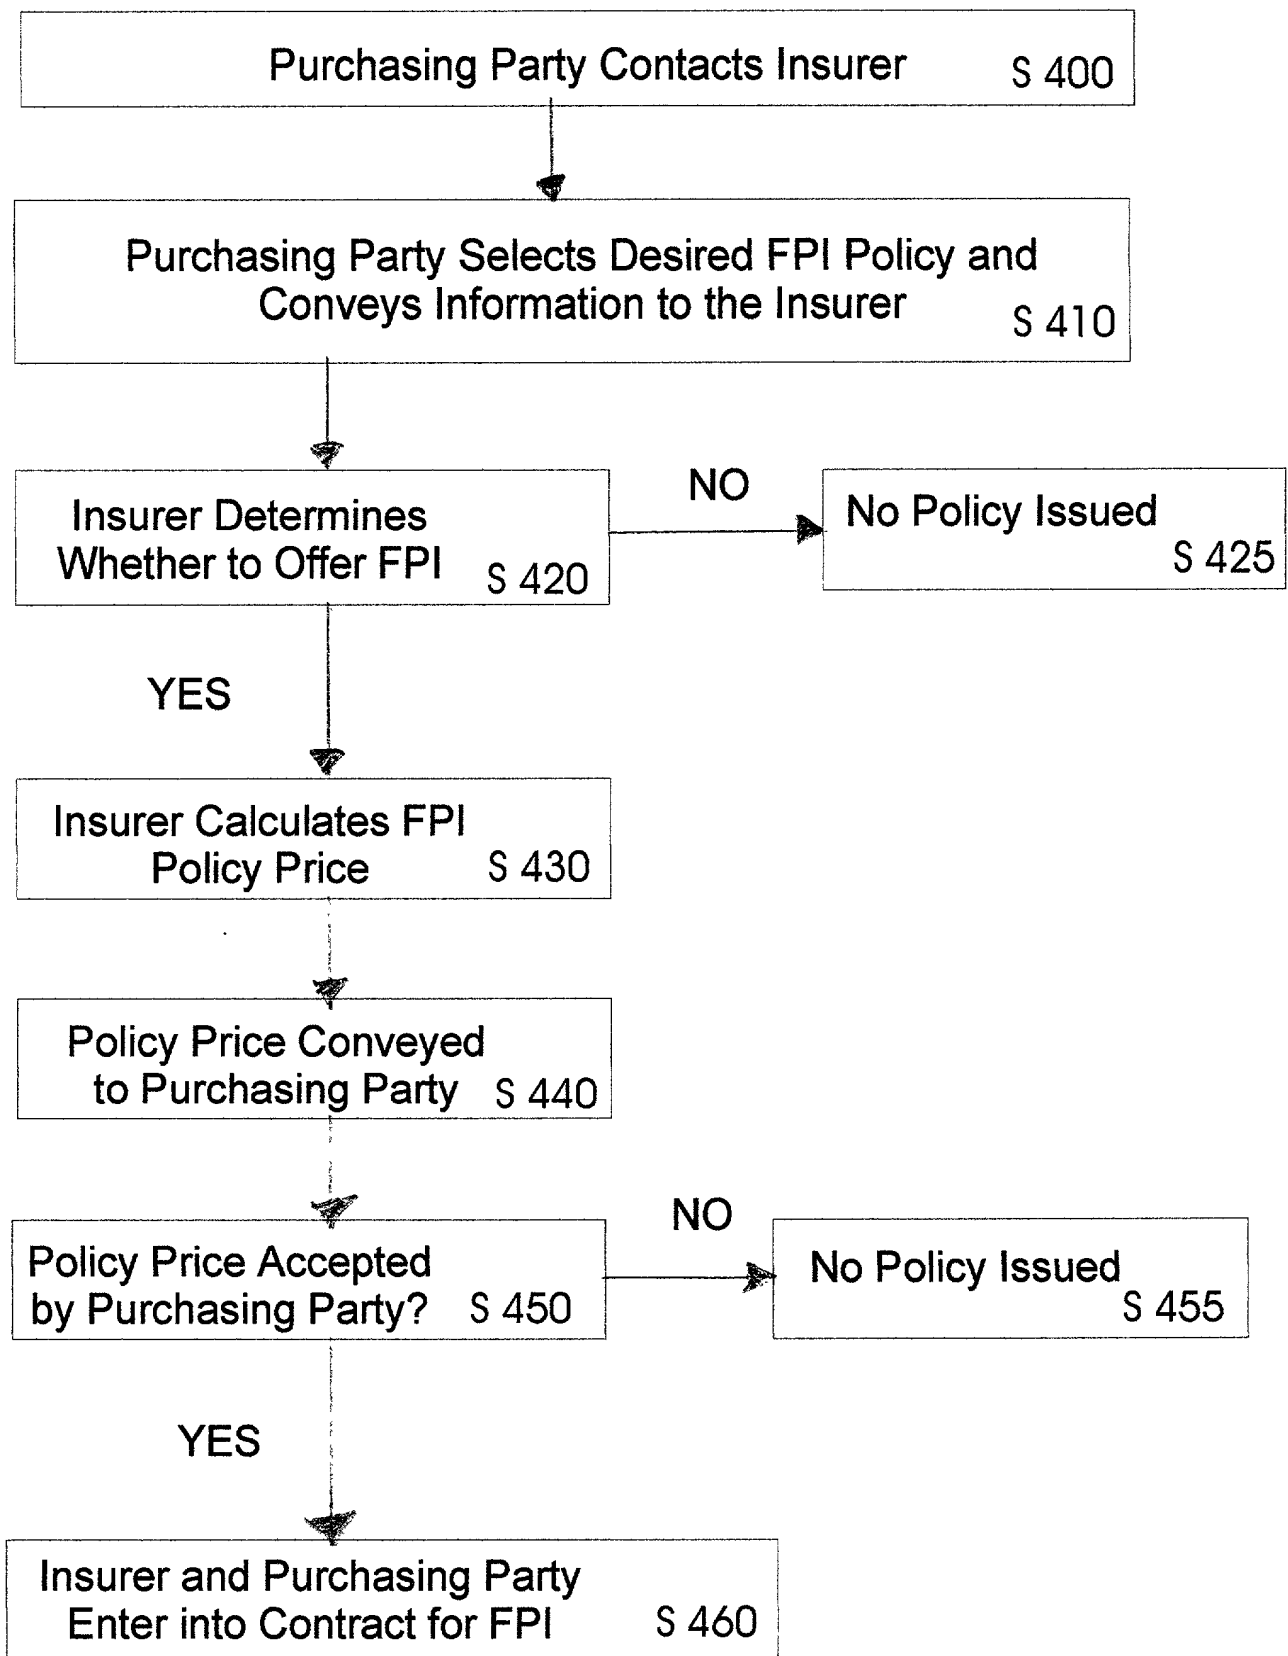 Purchasing Party Contacts Insurer S 400
Purchasing Party Selects Desired FPI Policy and
Conveys Information to the Insurer
S 410
Insurer Determines
Whether to Offer FPI S 420
NO
No Policy Issued
S 425
YES
Insurer Calculates FPI
Policy Price S 430
Policy Price Conveyed
to Purchasing Party S 440
Policy Price Accepted
by Purchasing Party? S 450
NO
No Policy Issued
S 455
YES
Insurer and Purchasing Party
Enter into Contract for FPI S 460